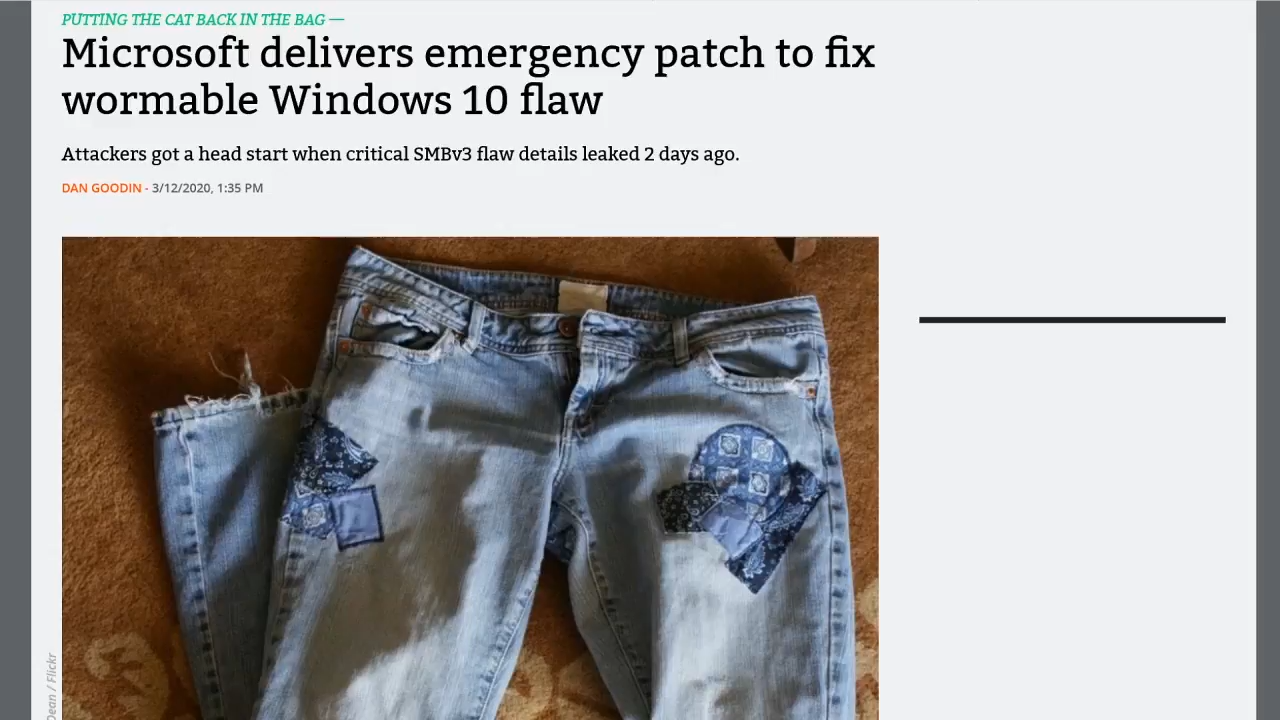 PUTTING THE CAT BACK IN THE BAG —
Microsoft delivers emergency patch to fix
wormable Windows 10 flaw
Attackers got a head start when critical SMBv3 flaw details leaked 2 days ago.
DAN GOODIN - 3/12/2020, 1:35 PM
Dean / Flickr